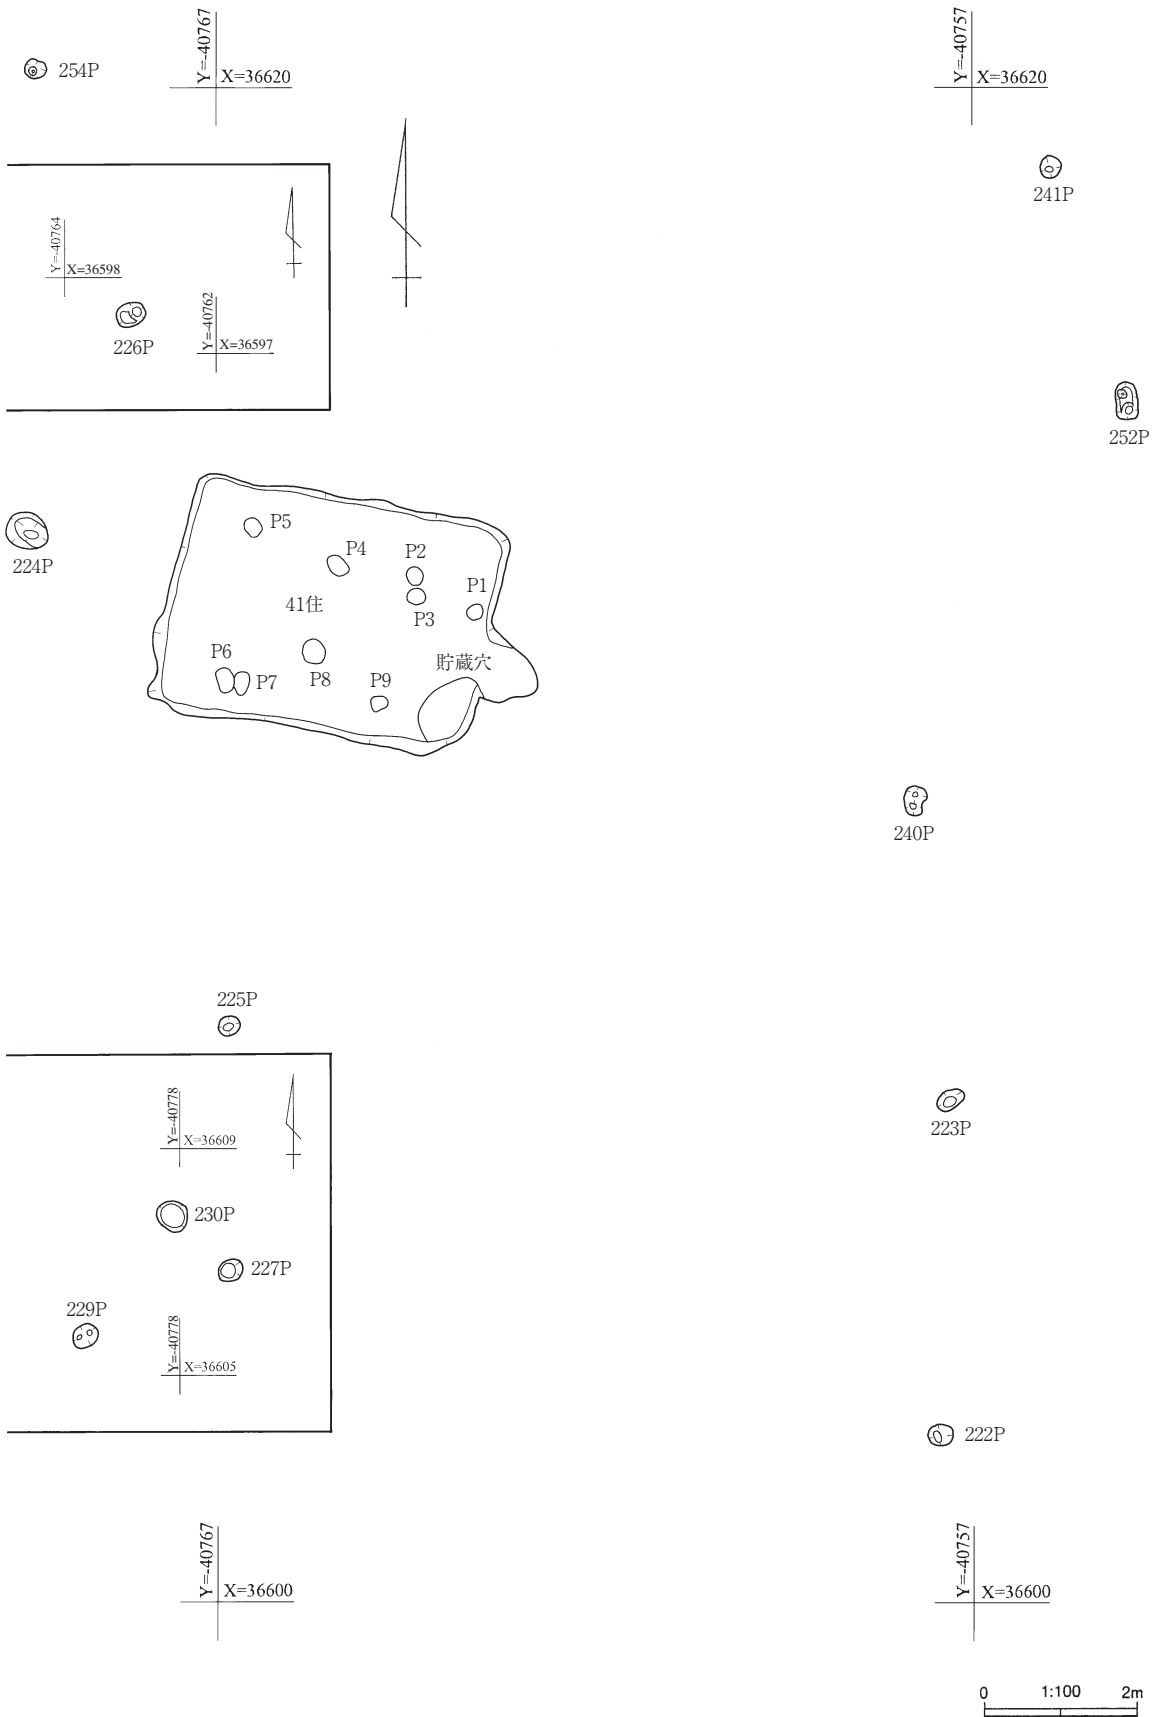 Y=-40767
X=36620
Y=-40757
X=36620
254P
241P
Y=-40764
X=36598
Y=-40762
X=36597
226P
252P
224P
P5
P4
P2
P1
41住
P3
P6
P7
P8
P9
貯蔵穴
240P
225P
Y=-40778
X=36609
223P
230P
227P
229P
Y=-40778
X=36605
222P
Y=-40767
X=36600
Y=-40757
X=36600
0 1:100 2m